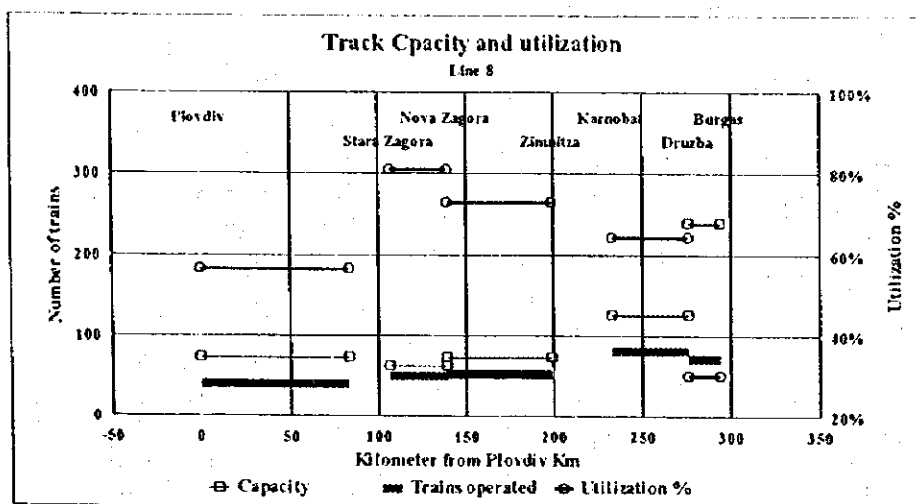 Track Cpacity and utilization
Line 8
400 100%
Plovdiv Nova Zagora Karnobat Burgas
Stara Zagora Zimnitza Druzba
300 80%
Number of trains
Utilization %
200 60%
100 40%
0 20%
-50 0 50 100 150 200 250 300 350
Kilometer from Plovdiv Km
Capacity Trains operated Utilization %